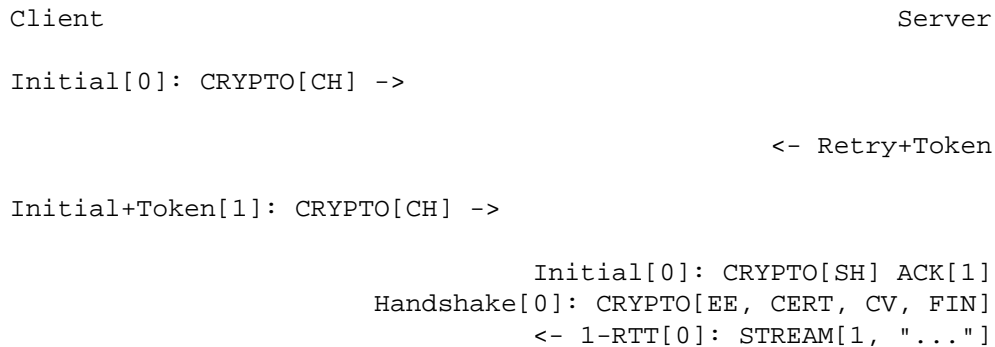 Client Server
Initial[0]: CRYPTO[CH] ->
<- Retry+Token
Initial+Token[1]: CRYPTO[CH] ->
Initial[0]: CRYPTO[SH] ACK[1]
Handshake[0]: CRYPTO[EE, CERT, CV, FIN]
<- 1-RTT[0]: STREAM[1, "..."]